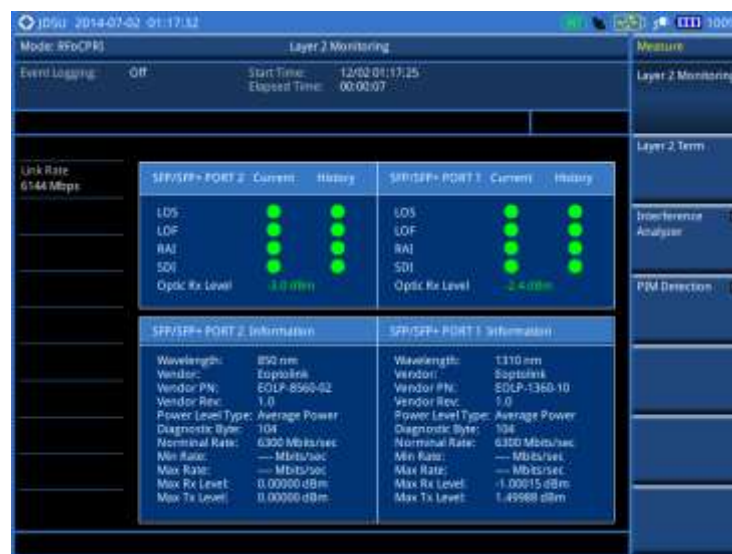 JDSU 2014-07-02 01:17:32
100%
Mode: RFoCPRI
Layer 2 Monitoring
Measure
Event Logging: Off
Start Time: 12/02 01:17:25
Elapsed Time: 00:00:07
Layer 2 Monitoring
Layer 2 Term
Interference
Analyzer
PIM Detection
Link Rate
6144 Mbps
SFP/SFP+ PORT 2 Current History
LOS
LOF
RAI
SDI
Optic Rx Level -3.0 dBm
SFP/SFP+ PORT 1 Current History
LOS
LOF
RAI
SDI
Optic Rx Level -2.4 dBm
SFP/SFP+ PORT 2 Information
Wavelength: 850 nm
Vendor: Eoptolink
Vendor PN: EOLP-8560-02
Vendor Rev: 1.0
Power Level Type: Average Power
Diagnostic Byte: 104
Norminal Rate: 6300 Mbits/sec
Min Rate: --- Mbits/sec
Max Rate: --- Mbits/sec
Max Rx Level: 0.00000 dBm
Max Tx Level: 0.00000 dBm
SFP/SFP+ PORT 1 Information
Wavelength: 1310 nm
Vendor: Eoptolink
Vendor PN: EOLP-1360-10
Vendor Rev: 1.0
Power Level Type: Average Power
Diagnostic Byte: 104
Norminal Rate: 6300 Mbits/sec
Min Rate: --- Mbits/sec
Max Rate: --- Mbits/sec
Max Rx Level: -1.00015 dBm
Max Tx Level: 1.49988 dBm